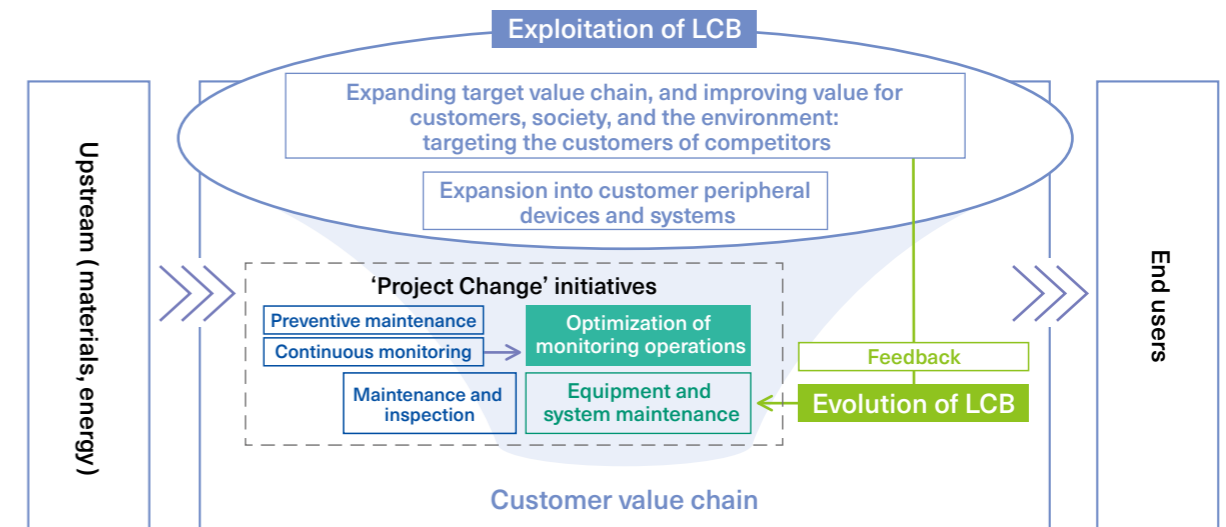 Exploitation of LCB
Expanding target value chain, and improving value for
customers, society, and the environment:
targeting the customers of competitors
Expansion into customer peripheral
devices and systems
Upstream ( materials, energy)
‘Project Change’ initiatives
Preventive maintenance
Continuous monitoring
Optimization of
monitoring operations
Maintenance and
inspection
Equipment and
system maintenance
Feedback
Evolution of LCB
End users
Customer value chain